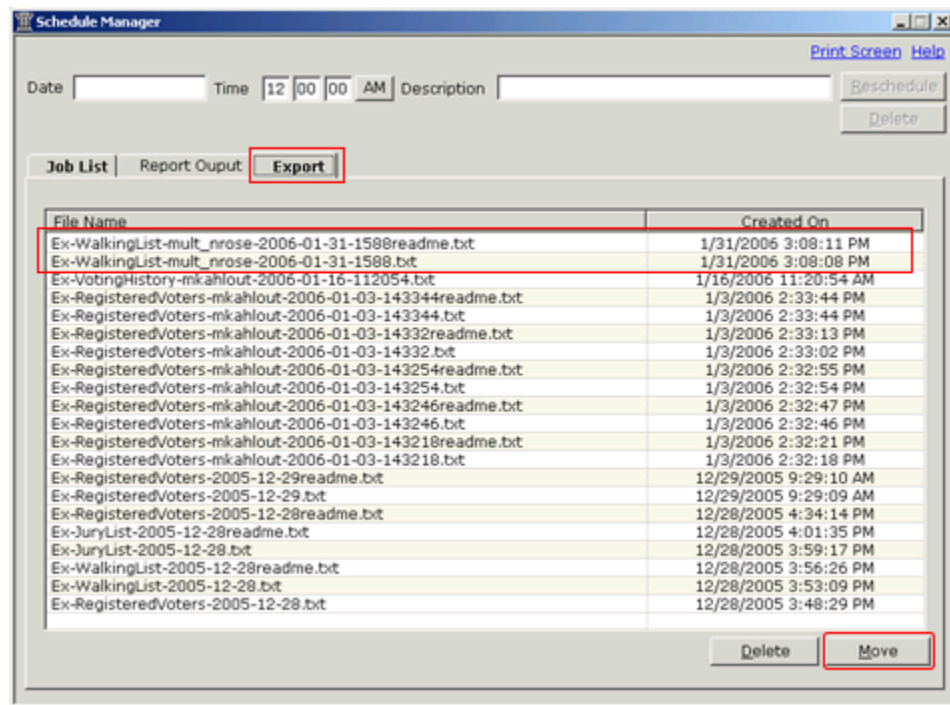 Schedule Manager
Print Screen Help
Date Time 12 00 00 AM Description Reschedule
Delete
Job List Report Ouput Export
File Name Created On
Ex-WalkingList-mult_nrose-2006-01-31-1588readme.txt 1/31/2006 3:08:11 PM
Ex-WalkingList-mult_nrose-2006-01-31-1588.txt 1/31/2006 3:08:08 PM
Ex-VotingHistory-mkahlout-2006-01-16-112054.txt 1/16/2006 11:20:54 AM
Ex-RegisteredVoters-mkahlout-2006-01-03-143344readme.txt 1/3/2006 2:33:44 PM
Ex-RegisteredVoters-mkahlout-2006-01-03-143344.txt 1/3/2006 2:33:44 PM
Ex-RegisteredVoters-mkahlout-2006-01-03-14332readme.txt 1/3/2006 2:33:13 PM
Ex-RegisteredVoters-mkahlout-2006-01-03-14332.txt 1/3/2006 2:33:02 PM
Ex-RegisteredVoters-mkahlout-2006-01-03-143254readme.txt 1/3/2006 2:32:55 PM
Ex-RegisteredVoters-mkahlout-2006-01-03-143254.txt 1/3/2006 2:32:54 PM
Ex-RegisteredVoters-mkahlout-2006-01-03-143246readme.txt 1/3/2006 2:32:47 PM
Ex-RegisteredVoters-mkahlout-2006-01-03-143246.txt 1/3/2006 2:32:46 PM
Ex-RegisteredVoters-mkahlout-2006-01-03-143218readme.txt 1/3/2006 2:32:21 PM
Ex-RegisteredVoters-mkahlout-2006-01-03-143218.txt 1/3/2006 2:32:18 PM
Ex-RegisteredVoters-2005-12-29readme.txt 12/29/2005 9:29:10 AM
Ex-RegisteredVoters-2005-12-29.txt 12/29/2005 9:29:09 AM
Ex-RegisteredVoters-2005-12-28readme.txt 12/28/2005 4:34:14 PM
Ex-JuryList-2005-12-28readme.txt 12/28/2005 4:01:35 PM
Ex-JuryList-2005-12-28.txt 12/28/2005 3:59:17 PM
Ex-WalkingList-2005-12-28readme.txt 12/28/2005 3:56:26 PM
Ex-WalkingList-2005-12-28.txt 12/28/2005 3:53:09 PM
Ex-RegisteredVoters-2005-12-28.txt 12/28/2005 3:48:29 PM
Delete Move